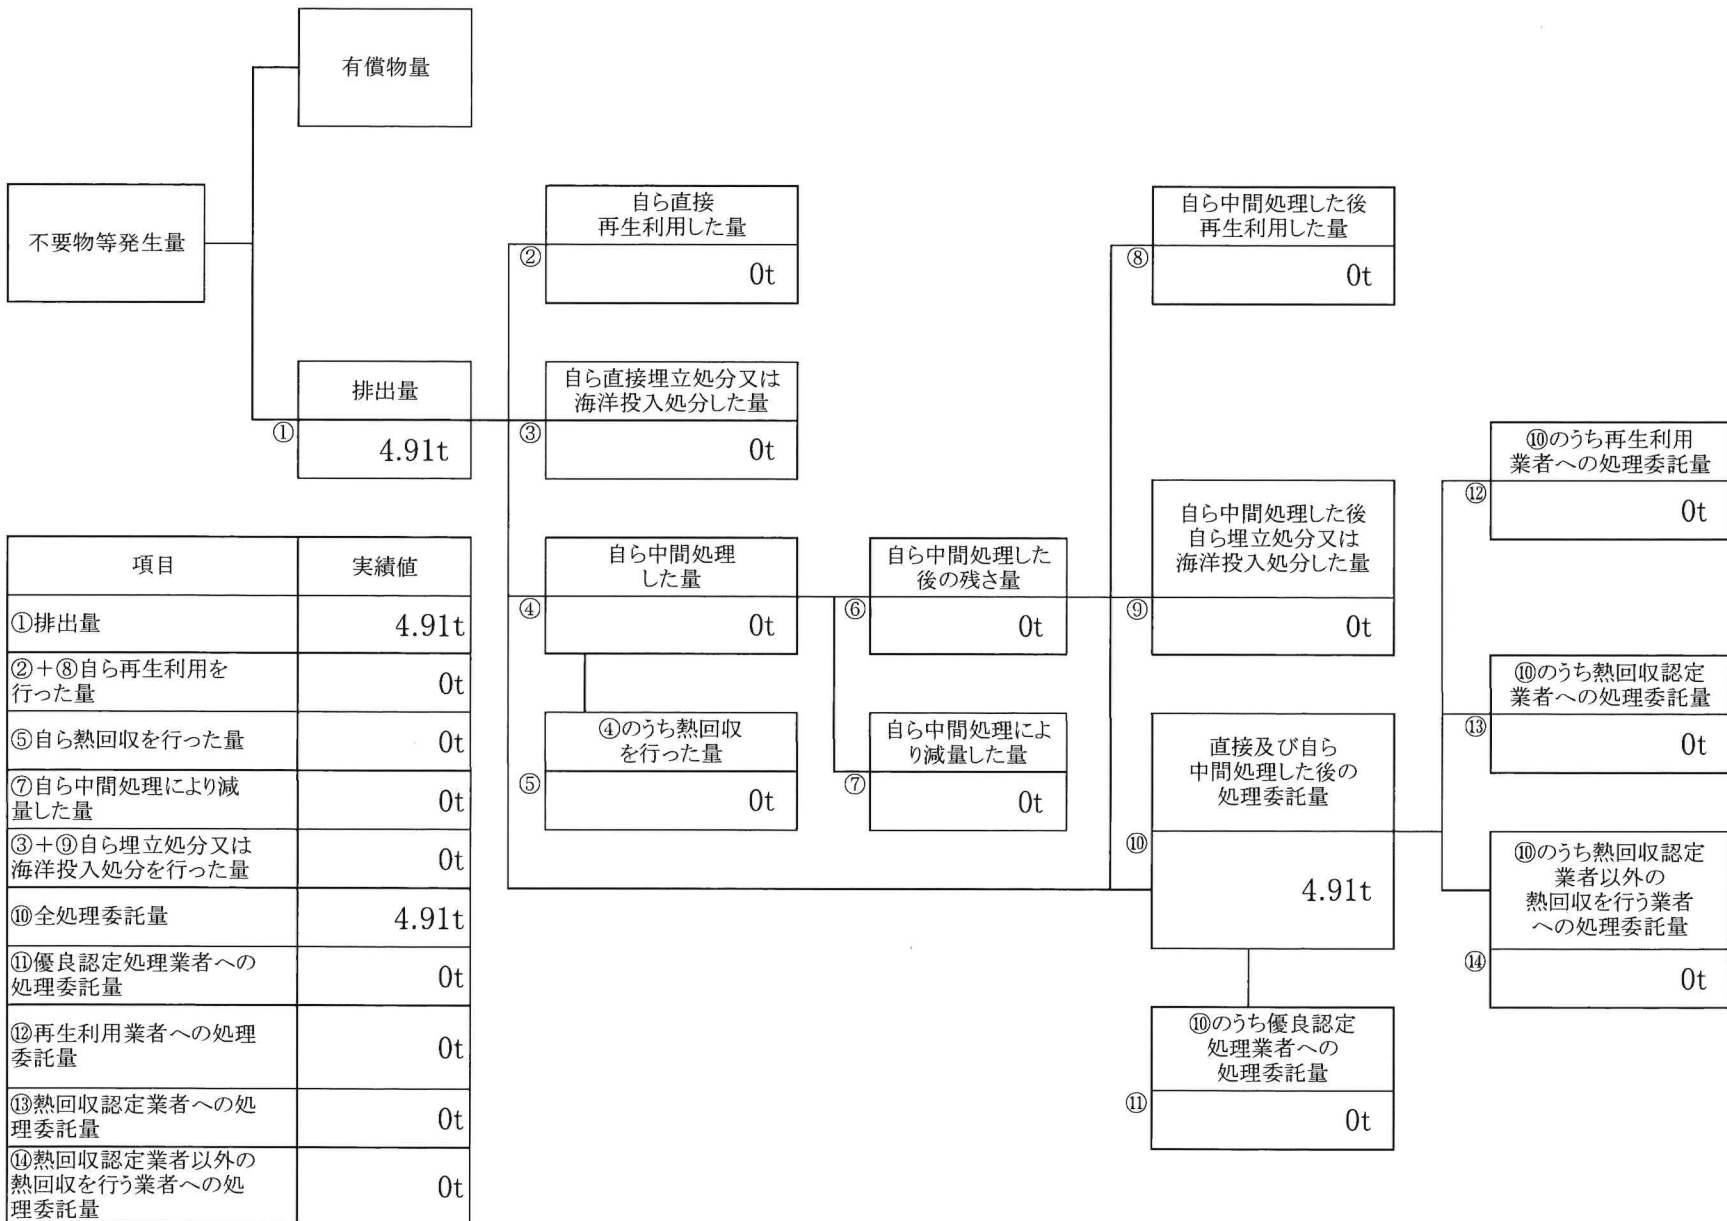 有償物量
不要物等発生量
排出量
①
4.91t
自ら直接
再生利用した量
②
0t
自ら直接埋立処分又は
海洋投入処分した量
③
0t
自ら中間処理
した量
④
0t
④のうち熱回収
を行った量
⑤
0t
自ら中間処理した
後の残さ量
⑥
0t
自ら中間処理によ
り減量した量
⑦
0t
自ら中間処理した後
再生利用した量
⑧
0t
自ら中間処理した後
自ら埋立処分又は
海洋投入処分した量
⑨
0t
直接及び自ら
中間処理した後の
処理委託量
⑩
4.91t
⑩のうち優良認定
処理業者への
処理委託量
⑪
0t
⑩のうち再生利用
業者への処理委託量
⑫
0t
⑩のうち熱回収認定
業者への処理委託量
⑬
0t
⑩のうち熱回収認定
業者以外の
熱回収を行う業者
への処理委託量
⑭
0t
項目 実績値
①排出量 4.91t
②+⑧自ら再生利用を
行った量 0t
⑤自ら熱回収を行った量 0t
⑦自ら中間処理により減
量した量 0t
③+⑨自ら埋立処分又は
海洋投入処分を行った量 0t
⑩全処理委託量 4.91t
⑪優良認定処理業者への
処理委託量 0t
⑫再生利用業者への処理
委託量 0t
⑬熱回収認定業者への処
理委託量 0t
⑭熱回収認定業者以外の
熱回収を行う業者への処
理委託量 0t